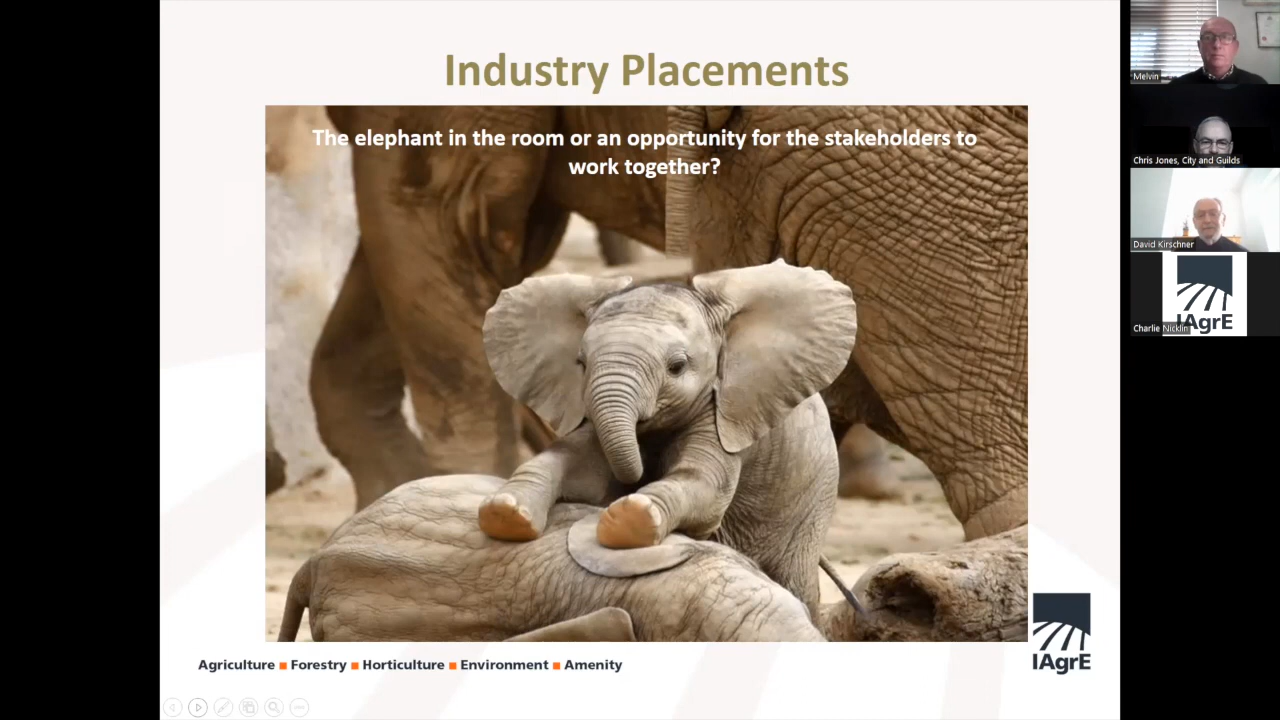 Industry Placements
The elephant in the room or an opportunity for the stakeholders to
work together?
Agriculture ■ Forestry ■ Horticulture ■ Environment ■ Amenity
IAgrE
Melvin
Chris Jones, City and Guilds
David Kirschner
IAgrE
Charlie Nicklin